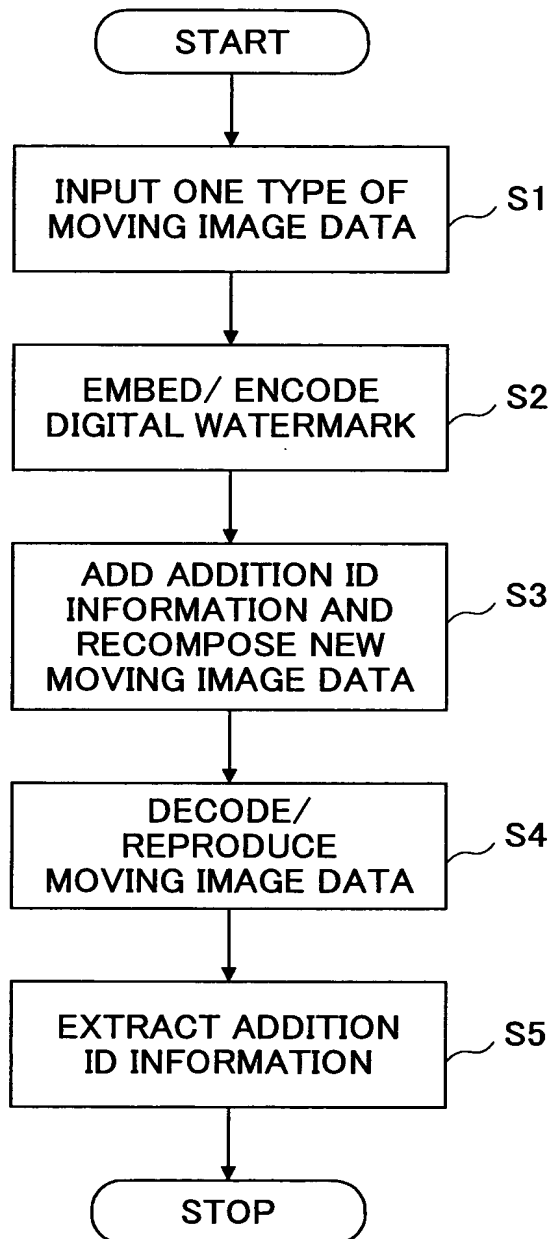 START
INPUT ONE TYPE OF
MOVING IMAGE DATA
S1
EMBED/ ENCODE
DIGITAL WATERMARK
S2
ADD ADDITION ID
INFORMATION AND
RECOMPOSE NEW
MOVING IMAGE DATA
S3
DECODE/
REPRODUCE
MOVING IMAGE DATA
S4
EXTRACT ADDITION
ID INFORMATION
S5
STOP